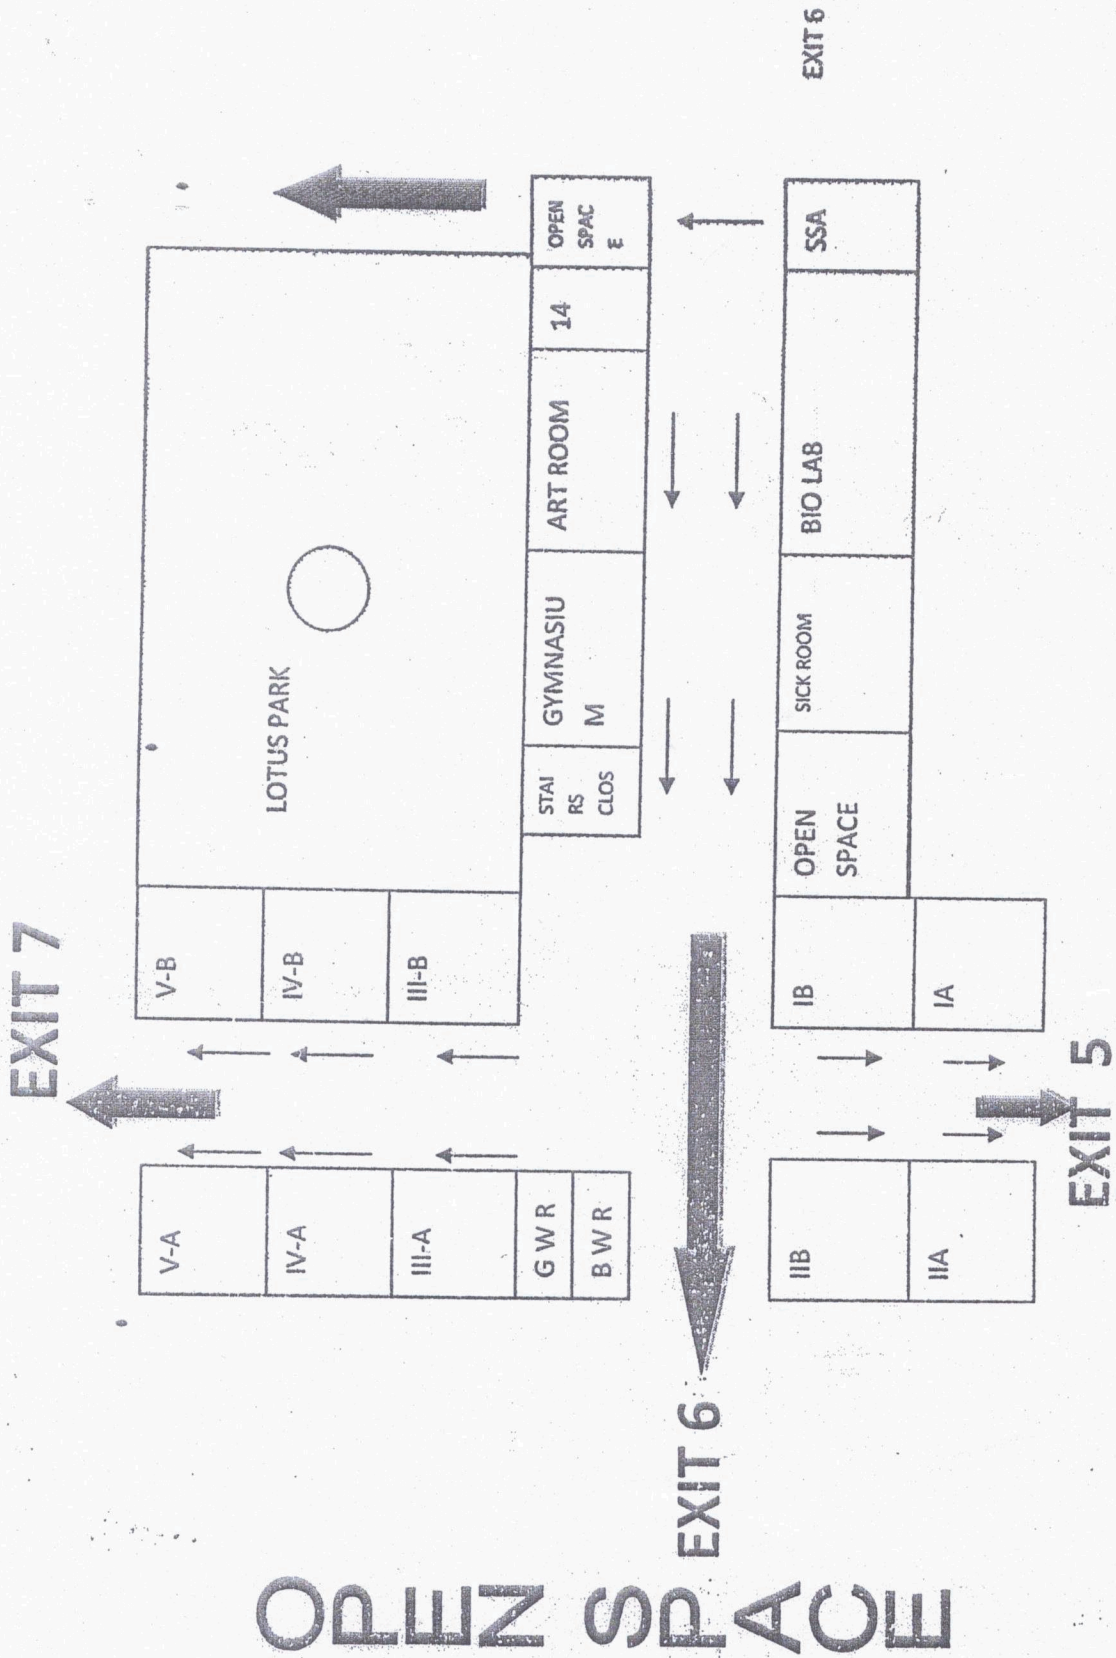 EXIT 7
V-A
V-B
IV-A
IV-B
LOTUS PARK
III-A
III-B
G W R
B W R
STAI
RS
CLOS
GYMNASIU
M
ART ROOM
14
OPEN
SPAC
E
OPEN SPACE
EXIT 6
IIB
IB
OPEN
SPACE
SICK ROOM
BIO LAB
SSA
EXIT 6
IIA
IA
EXIT 5